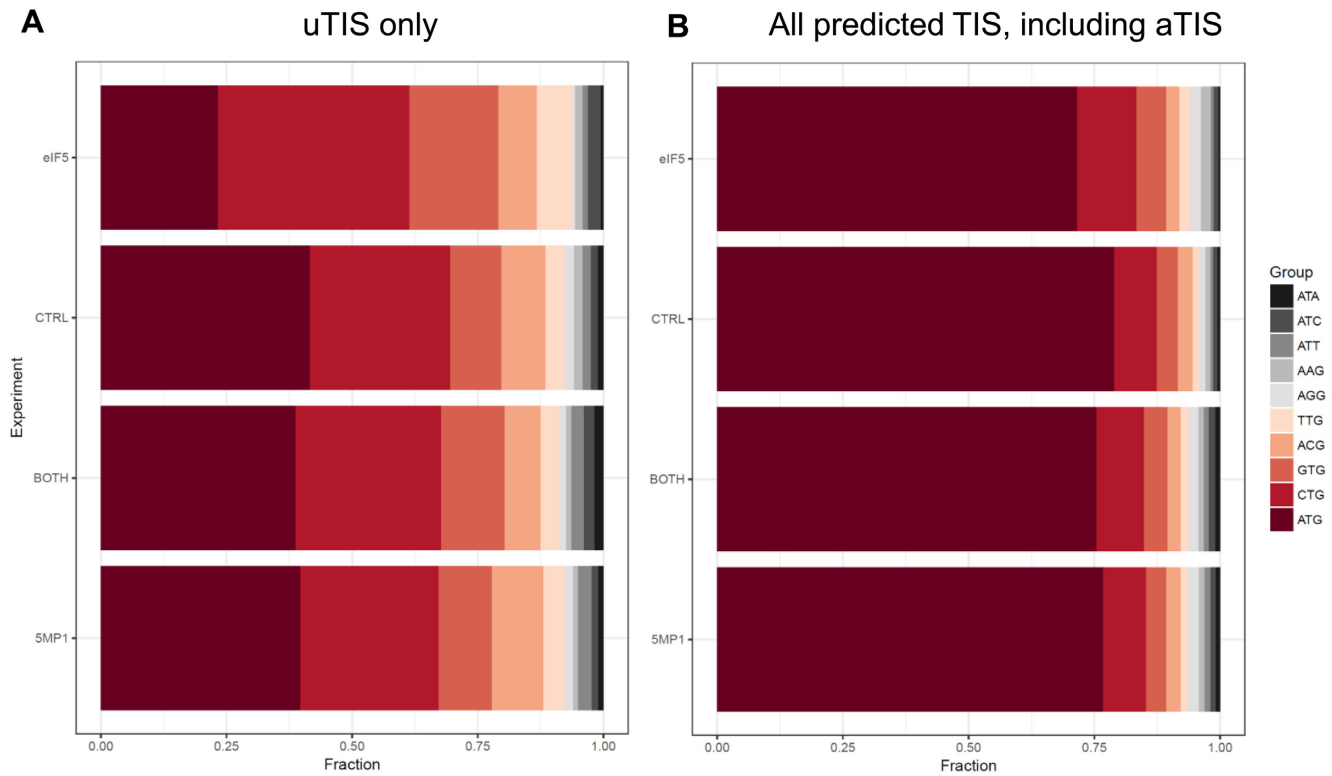 A
uTIS only
B
All predicted TIS, including aTIS
Experiment
eIF5
CTRL
BOTH
5MP1
0.00 0.25 0.50 0.75 1.00
Fraction
eIF5
CTRL
BOTH
5MP1
0.00 0.25 0.50 0.75 1.00
Fraction
Group
ATA
ATC
ATT
AAG
AGG
TTG
ACG
GTG
CTG
ATG